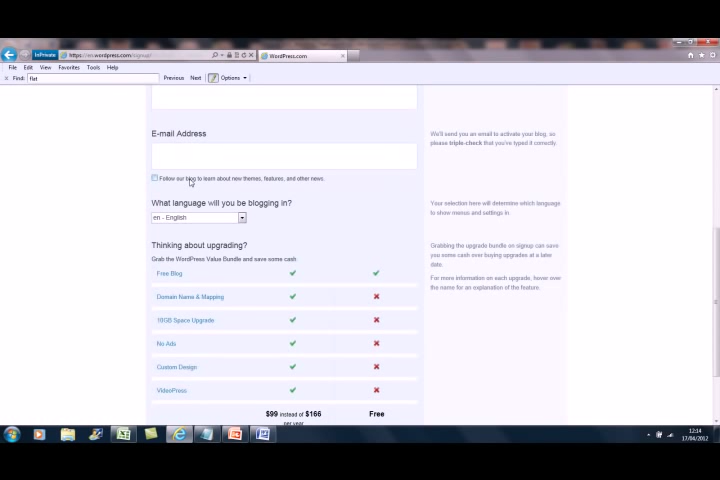 InPrivate
https://en.wordpress.com/signup/
WordPress.com
File Edit View Favorites Tools Help
Find: flat
Previous Next Options
E-mail Address
We'll send you an email to activate your blog, so
please triple-check that you've typed it correctly.
Follow our blog to learn about new themes, features, and other news.
What language will you be blogging in?
Your selection here will determine which language
to show menus and settings in
en - English
Thinking about upgrading?
Grabbing the upgrade bundle on signup can save
you some cash over buying upgrades at a later
date.
Grab the WordPress Value Bundle and save some cash
For more information on each upgrade, hover over
the name for an explanation of the feature.
Free Blog
Domain Name & Mapping
10GB Space Upgrade
No Ads
Custom Design
VideoPress
$99 instead of $166 Free
per year
12:14
17/04/2012